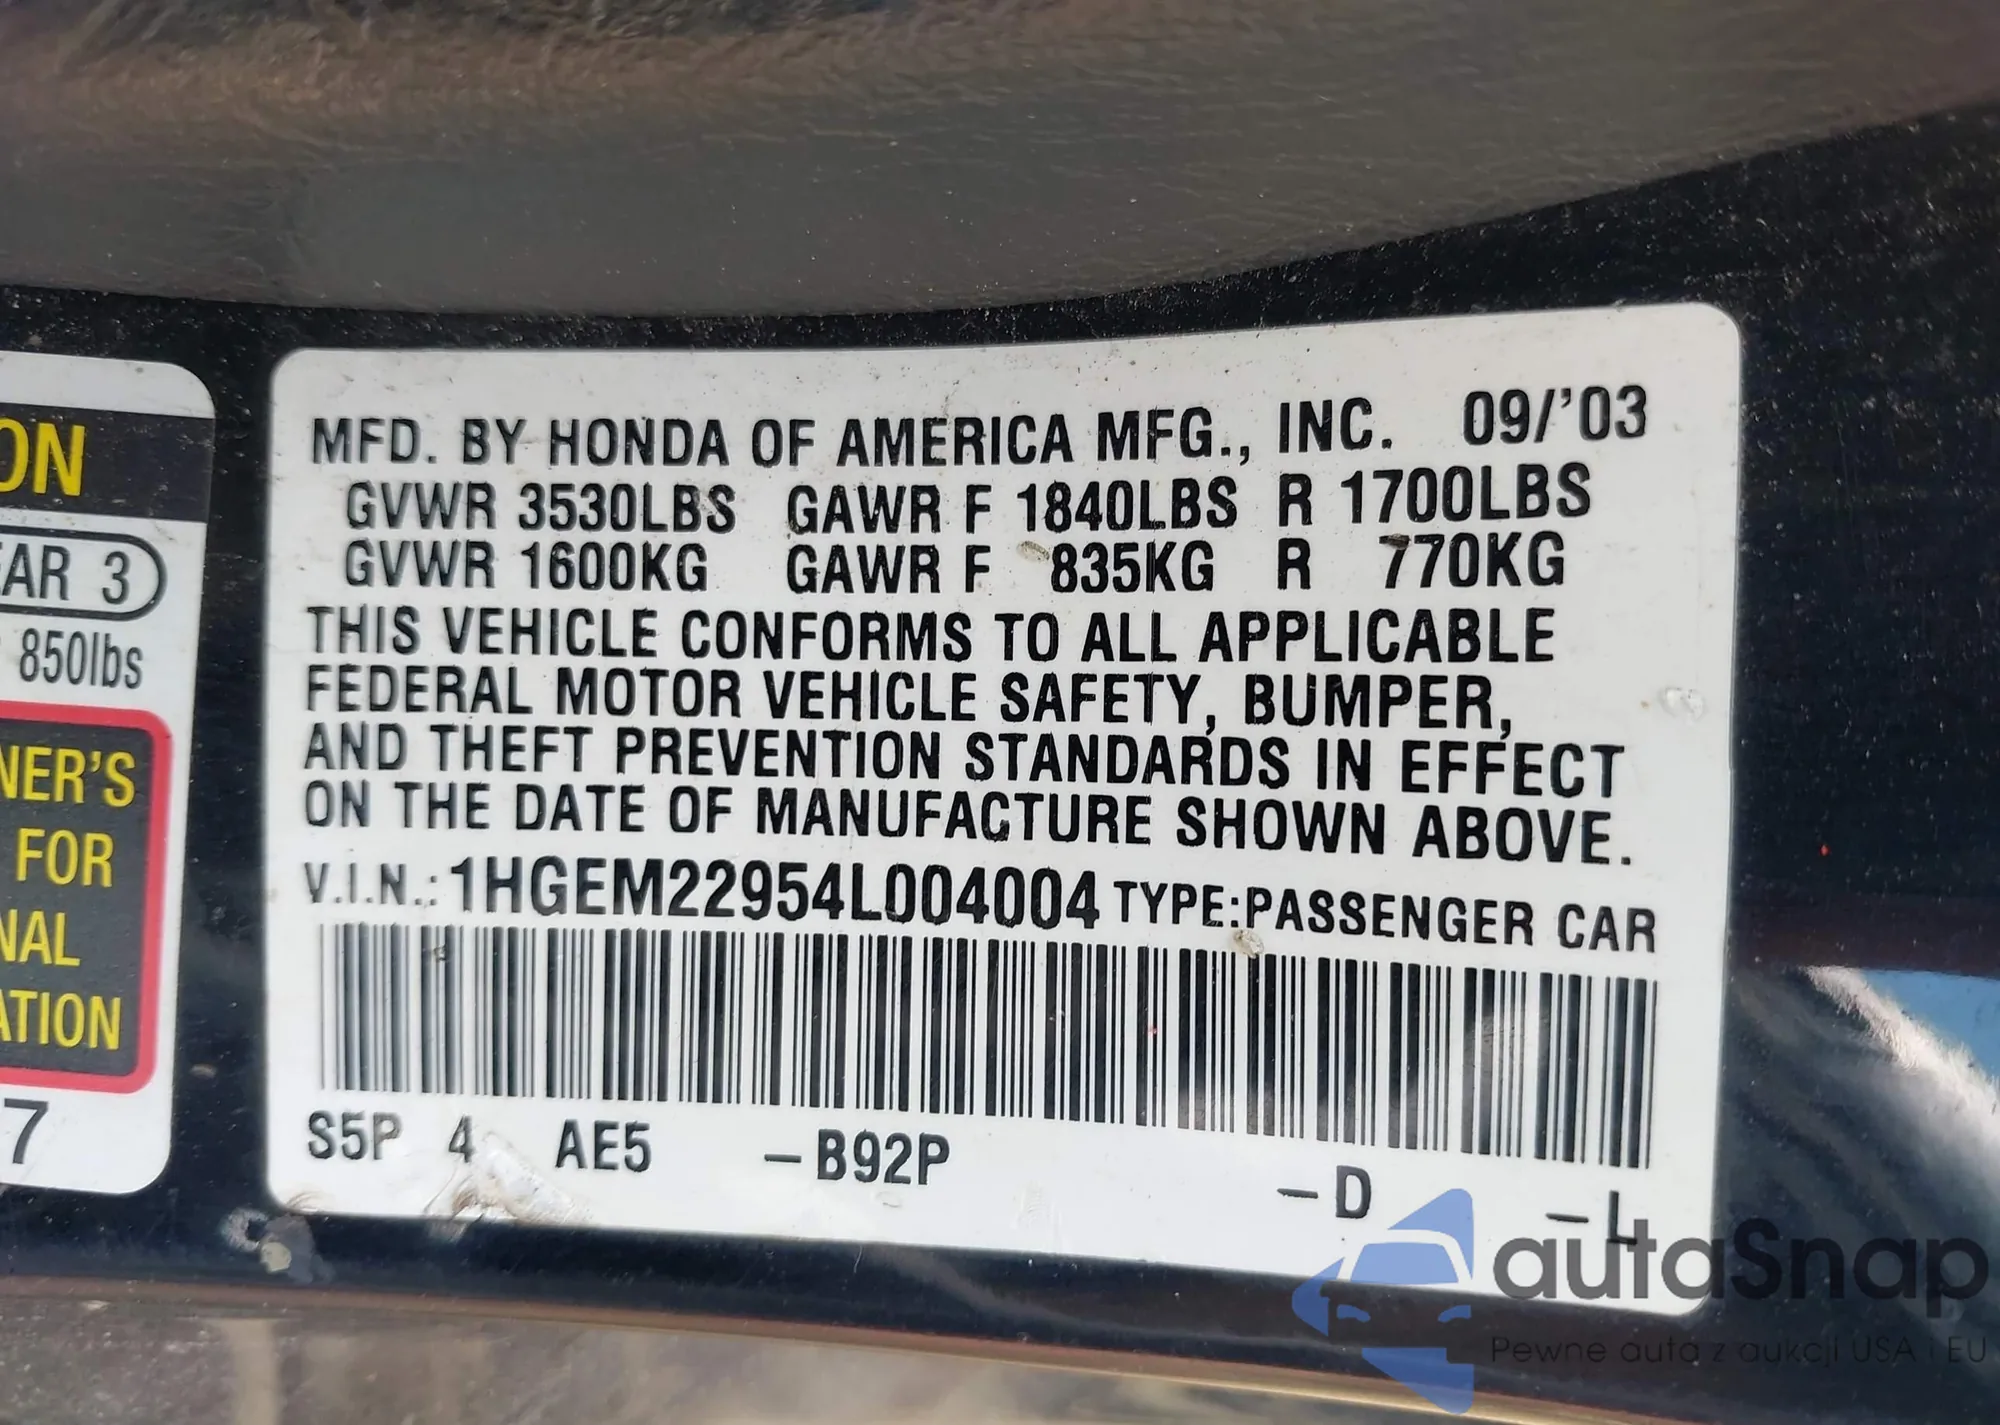 ON
EAR 3
850lbs
NER'S
FOR
NAL
ATION
7
MFD. BY HONDA OF AMERICA MFG., INC. 09/'03
GVWR 3530LBS GAWR F 1840LBS R 1700LBS
GVWR 1600KG GAWR F 835KG R 770KG
THIS VEHICLE CONFORMS TO ALL APPLICABLE
FEDERAL MOTOR VEHICLE SAFETY, BUMPER,
AND THEFT PREVENTION STANDARDS IN EFFECT
ON THE DATE OF MANUFACTURE SHOWN ABOVE.
V.I.N.: 1HGEM22954L004004 TYPE:PASSENGER CAR
S5P 4 AE5 –B92P –D –L
autaSnap
Pewne auta z aukcji USA i EU